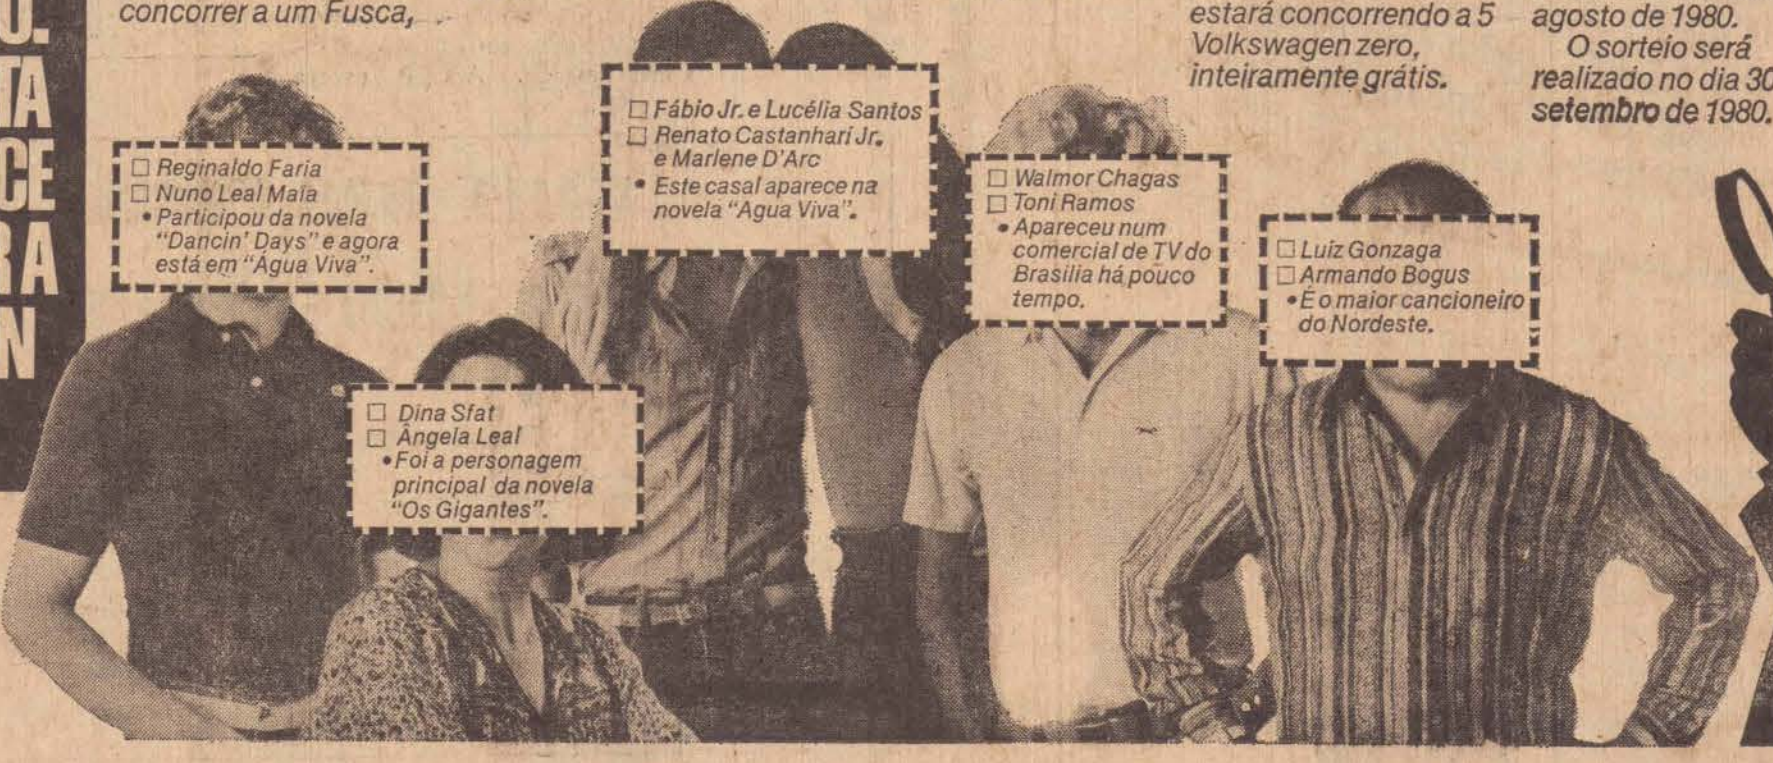 U.
TA
CE
RA
N
concorrer a um Fusca,
estará concorrendo a 5
Volkswagen zero,
inteiramente grátis.
agosto de 1980.
O sorteio será
realizado no dia 30
setembro de 1980.
□ Reginaldo Faria
□ Nuno Leal Maia
• Participou da novela
"Dancin' Days" e agora
está em "Água Viva".
□ Dina Sfat
□ Ângela Leal
• Foi a personagem
principal da novela
"Os Gigantes".
□ Fábio Jr. e Lucélia Santos
□ Renato Castanhari Jr.
e Marlene D'Arc
• Este casal aparece na
novela "Agua Viva".
□ Walmor Chagas
□ Toni Ramos
• Apareceu num
comercial de TV do
Brasilia há pouco
tempo.
□ Luiz Gonzaga
□ Armando Bogus
• É o maior cancioneiro
do Nordeste.